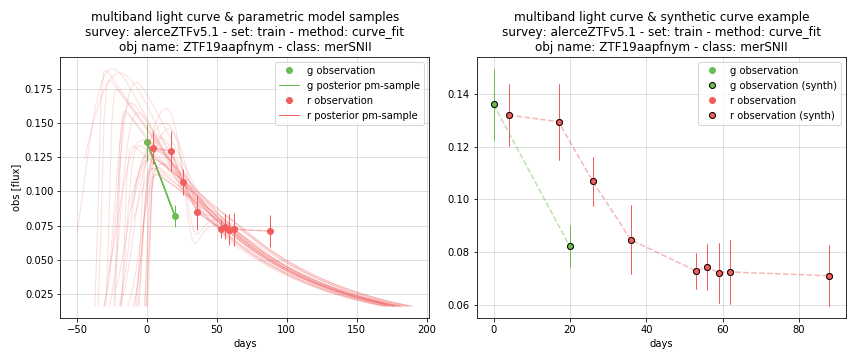 multiband light curve & parametric model samples
survey: alerceZTFv5.1 - set: train - method: curve_fit
obj name: ZTF19aapfnym - class: merSNII
g observation
g posterior pm-sample
r observation
r posterior pm-sample
obs [flux]
0.175
0.150
0.125
0.100
0.075
0.050
0.025
−50
0
50
100
150
200
days
multiband light curve & synthetic curve example
survey: alerceZTFv5.1 - set: train - method: curve_fit
obj name: ZTF19aapfnym - class: merSNII
g observation
g observation (synth)
r observation
r observation (synth)
0.14
0.12
0.10
0.08
0.06
0
20
40
60
80
days